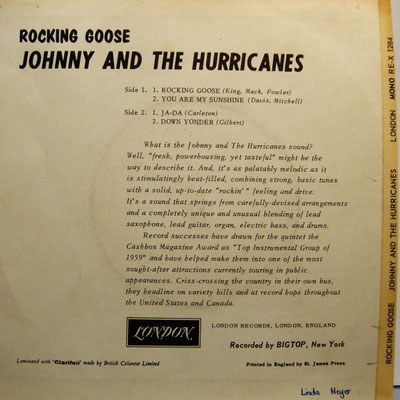 ROCKING GOOSE
JOHNNY AND THE HURRICANES
Side 1. 1. ROCKING GOOSE (King, Mack, Fowler)
2. YOU ARE MY SUNSHINE (Davis, Mitchell)
Side 2. 1. JA-DA (Carleton)
2. DOWN YONDER (Gilbert)
What is the Johnny and The Hurricanes sound?
Well, "fresh, powerhousing, yet tasteful" might be the
way to describe it. And, it's as palatably melodic as it
is stimulatingly beat-filled, combining strong, basic tunes
with a solid, up-to-date "rockin' " feeling and drive.
It's a sound that springs from carefully-devised arrangements
and a completely unique and unusual blending of lead
saxophone, lead guitar, organ, electric bass, and drums.
Record successes have drawn for the quintet the
Cashbox Magazine Award as "Top Instrumental Group of
1959" and have helped make them into one of the most
sought-after attractions currently touring in public
appearances. Criss-crossing the country in their own bus,
they headline on variety bills and at record hops throughout
the United States and Canada.
LONDON
LONDON RECORDS, LONDON, ENGLAND
Recorded by BIGTOP, New York
Laminated with 'Clarifoil' made by British Celanese Limited
Printed in England by St. James Press
Linda Meyer
ROCKING GOOSE JOHNNY AND THE HURRICANES LONDON MONO RE-X 1284